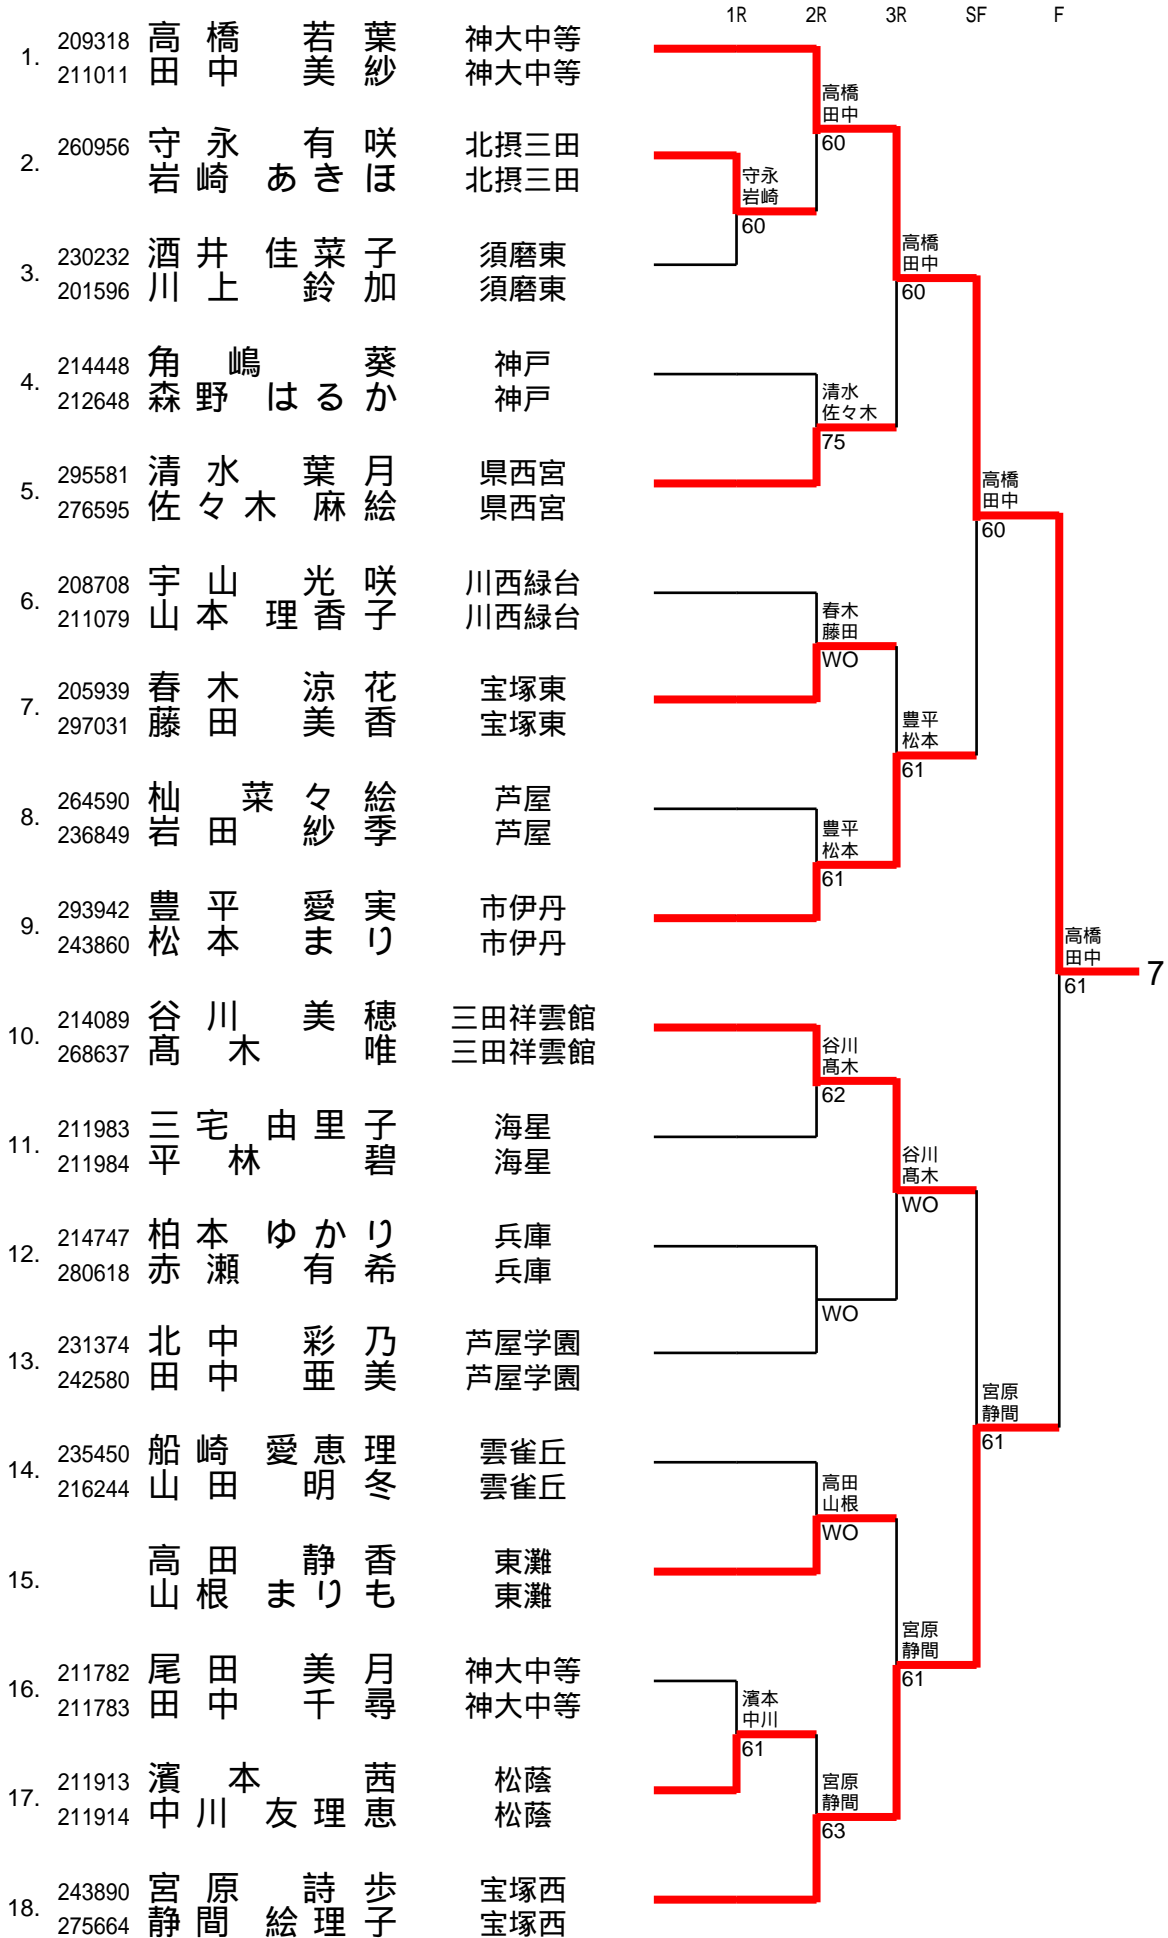 1R 2R 3R SF F
1. 209318 高橋 若葉 神大中等
211011 田中 美紗 神大中等
2. 260956 守永 有咲 北摂三田
岩崎 あきほ 北摂三田
3. 230232 酒井 佳菜子 須磨東
201596 川上 鈴加 須磨東
4. 214448 角嶋 葵 神戸
212648 森野 はるか 神戸
5. 295581 清水 葉月 県西宮
276595 佐々木 麻絵 県西宮
6. 208708 宇山 光咲 川西緑台
211079 山本 理香子 川西緑台
7. 205939 春木 涼花 宝塚東
297031 藤田 美香 宝塚東
8. 264590 杣 菜々絵 芦屋
236849 岩田 紗季 芦屋
9. 293942 豊平 愛実 市伊丹
243860 松本 まり 市伊丹
10. 214089 谷川 美穂 三田祥雲館
268637 髙木 唯 三田祥雲館
11. 211983 三宅 由里子 海星
211984 平林 碧 海星
12. 214747 柏本 ゆかり 兵庫
280618 赤瀬 有希 兵庫
13. 231374 北中 彩乃 芦屋学園
242580 田中 亜美 芦屋学園
14. 235450 船崎 愛恵理 雲雀丘
216244 山田 明冬 雲雀丘
15. 高田 静香 東灘
山根 まりも 東灘
16. 211782 尾田 美月 神大中等
211783 田中 千尋 神大中等
17. 211913 濱本 茜 松蔭
211914 中川 友理恵 松蔭
18. 243890 宮原 詩歩 宝塚西
275664 静間 絵理子 宝塚西
守永
岩崎
60
濱本
中川
61
高橋
田中
60
清水
佐々木
75
春木
藤田
WO
豊平
松本
61
谷川
髙木
62
WO
高田
山根
WO
宮原
静間
63
高橋
田中
60
豊平
松本
61
谷川
髙木
WO
宮原
静間
61
高橋
田中
60
宮原
静間
61
高橋
田中
61
7